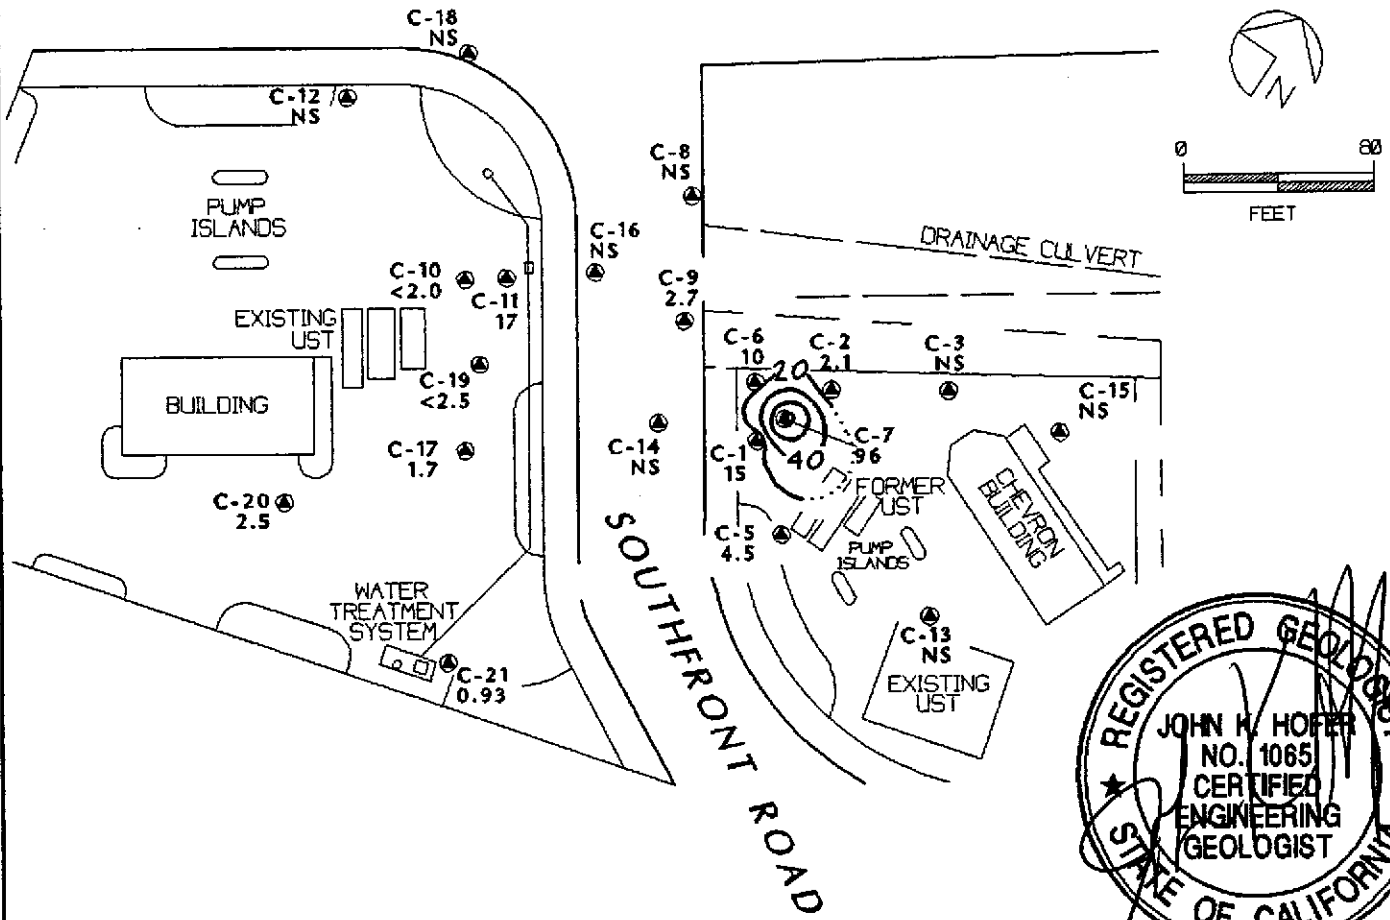 C-18
NS
C-12
NS
PUMP
ISLANDS
C-8
NS
C-16
NS
0
80
FEET
N
DRAINAGE CULVERT
C-10
<2.0
C-11
17
C-9
2.7
EXISTING
UST
C-6
10
C-2
2.1
C-3
NS
20
C-19
<2.5
C-15
NS
BUILDING
C-14
NS
C-1
15
40
C-7
96
C-17
1.7
FORMER
UST
CHEVRON
BUILDING
C-20
2.5
C-5
4.5
PUMP
ISLANDS
SOUTHFRONT ROAD
WATER
TREATMENT
SYSTEM
C-13
NS
C-21
0.93
EXISTING
UST
REGISTERED GEOLOGIST
JOHN K. HOFER
NO. 1065
CERTIFIED
ENGINEERING
GEOLOGIST
★ STATE OF CALIFORNIA